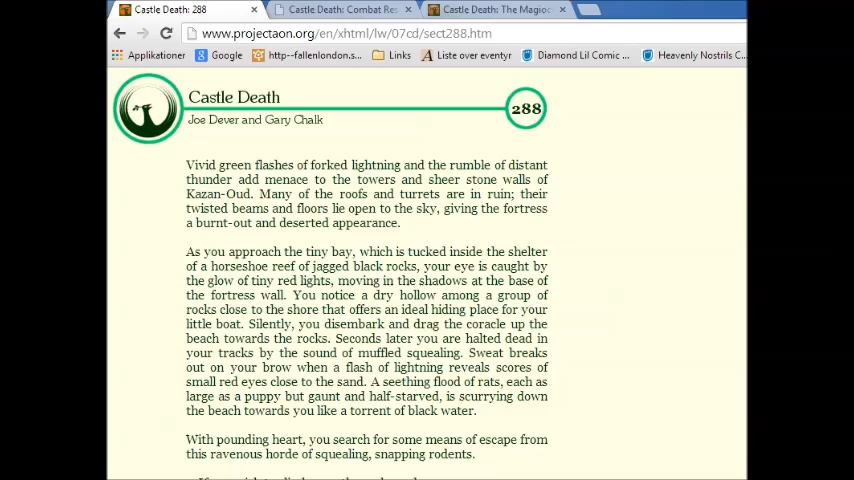 Castle Death: 288
Castle Death: Combat Res
Castle Death: The Magioc
www.projectaon.org/en/xhtml/lw/07cd/sect288.htm
Applikationer
Google
http--fallenlondon.s...
Links
Liste over eventyr
Diamond Lil Comic ...
Heavenly Nostrils C
Castle Death
Joe Dever and Gary Chalk
288
Vivid green flashes of forked lightning and the rumble of distant
thunder add menace to the towers and sheer stone walls of
Kazan-Oud. Many of the roofs and turrets are in ruin; their
twisted beams and floors lie open to the sky, giving the fortress
a burnt-out and deserted appearance.
As you approach the tiny bay, which is tucked inside the shelter
of a horseshoe reef of jagged black rocks, your eye is caught by
the glow of tiny red lights, moving in the shadows at the base of
the fortress wall. You notice a dry hollow among a group of
rocks close to the shore that offers an ideal hiding place for your
little boat. Silently, you disembark and drag the coracle up the
beach towards the rocks. Seconds later you are halted dead in
your tracks by the sound of muffled squealing. Sweat breaks
out on your brow when a flash of lightning reveals scores of
small red eyes close to the sand. A seething flood of rats, each as
large as a puppy but gaunt and half-starved, is scurrying down
the beach towards you like a torrent of black water.
With pounding heart, you search for some means of escape from
this ravenous horde of squealing, snapping rodents.